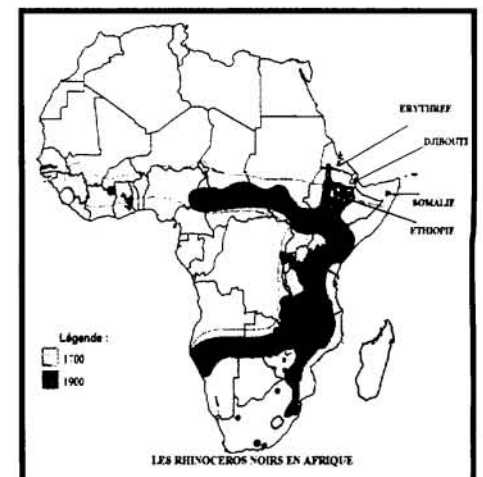 ERYTHREE
DJIBOUTI
SOMALIE
ETHIOPIE
Légende :
1700
1900
LES RHINOCEROS NOIRS EN AFRIQUE